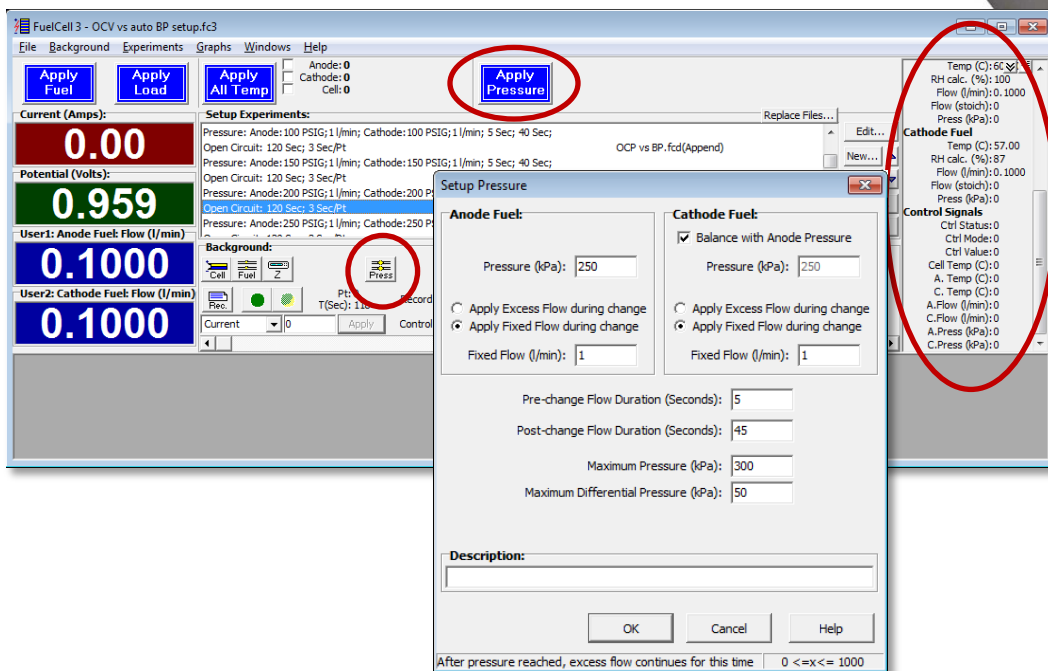 FuelCell 3 - OCV vs auto BP setup.fc3
File Background Experiments Graphs Windows Help
Apply Fuel
Apply Load
Apply All Temp
Anode: 0
Cathode: 0
Cell: 0
Apply Pressure
Current (Amps):
0.00
Potential (Volts):
0.959
User1: Anode Fuel: Flow (l/min)
0.1000
User2: Cathode Fuel: Flow (l/min)
0.1000
Setup Experiments:
Replace Files...
Pressure: Anode:100 PSIG;1 l/min; Cathode:100 PSIG;1 l/min; 5 Sec; 40 Sec;
Open Circuit: 120 Sec; 3 Sec/Pt OCP vs BP.fcd(Append)
Pressure: Anode:150 PSIG;1 l/min; Cathode:150 PSIG;1 l/min; 5 Sec; 40 Sec;
Open Circuit: 120 Sec; 3 Sec/Pt
Pressure: Anode:200 PSIG;1 l/min; Cathode:200 P
Open Circuit: 120 Sec; 3 Sec/Pt
Pressure: Anode:250 PSIG;1 l/min; Cathode:250 P
Edit...
New...
Background:
Cell Fuel Z Press
Rec.
Pt:
T(Sec):
Record
Current 0 Apply Control
Temp (C):
RH calc. (%): 100
Flow (l/min): 0.1000
Flow (stoich): 0
Press (kPa): 0
Cathode Fuel
Temp (C): 57.00
RH calc. (%): 87
Flow (l/min): 0.1000
Flow (stoich): 0
Press (kPa): 0
Control Signals
Ctrl Status: 0
Ctrl Mode: 0
Ctrl Value: 0
Cell Temp (C): 0
A. Temp (C): 0
C. Temp (C): 0
A.Flow (l/min): 0
C.Flow (l/min): 0
A.Press (kPa): 0
C.Press (kPa): 0
Setup Pressure
Anode Fuel:
Pressure (kPa): 250
Apply Excess Flow during change
Apply Fixed Flow during change
Fixed Flow (l/min): 1
Cathode Fuel:
Balance with Anode Pressure
Pressure (kPa): 250
Apply Excess Flow during change
Apply Fixed Flow during change
Fixed Flow (l/min): 1
Pre-change Flow Duration (Seconds): 5
Post-change Flow Duration (Seconds): 45
Maximum Pressure (kPa): 300
Maximum Differential Pressure (kPa): 50
Description:
OK Cancel Help
After pressure reached, excess flow continues for this time 0 <=x<= 1000